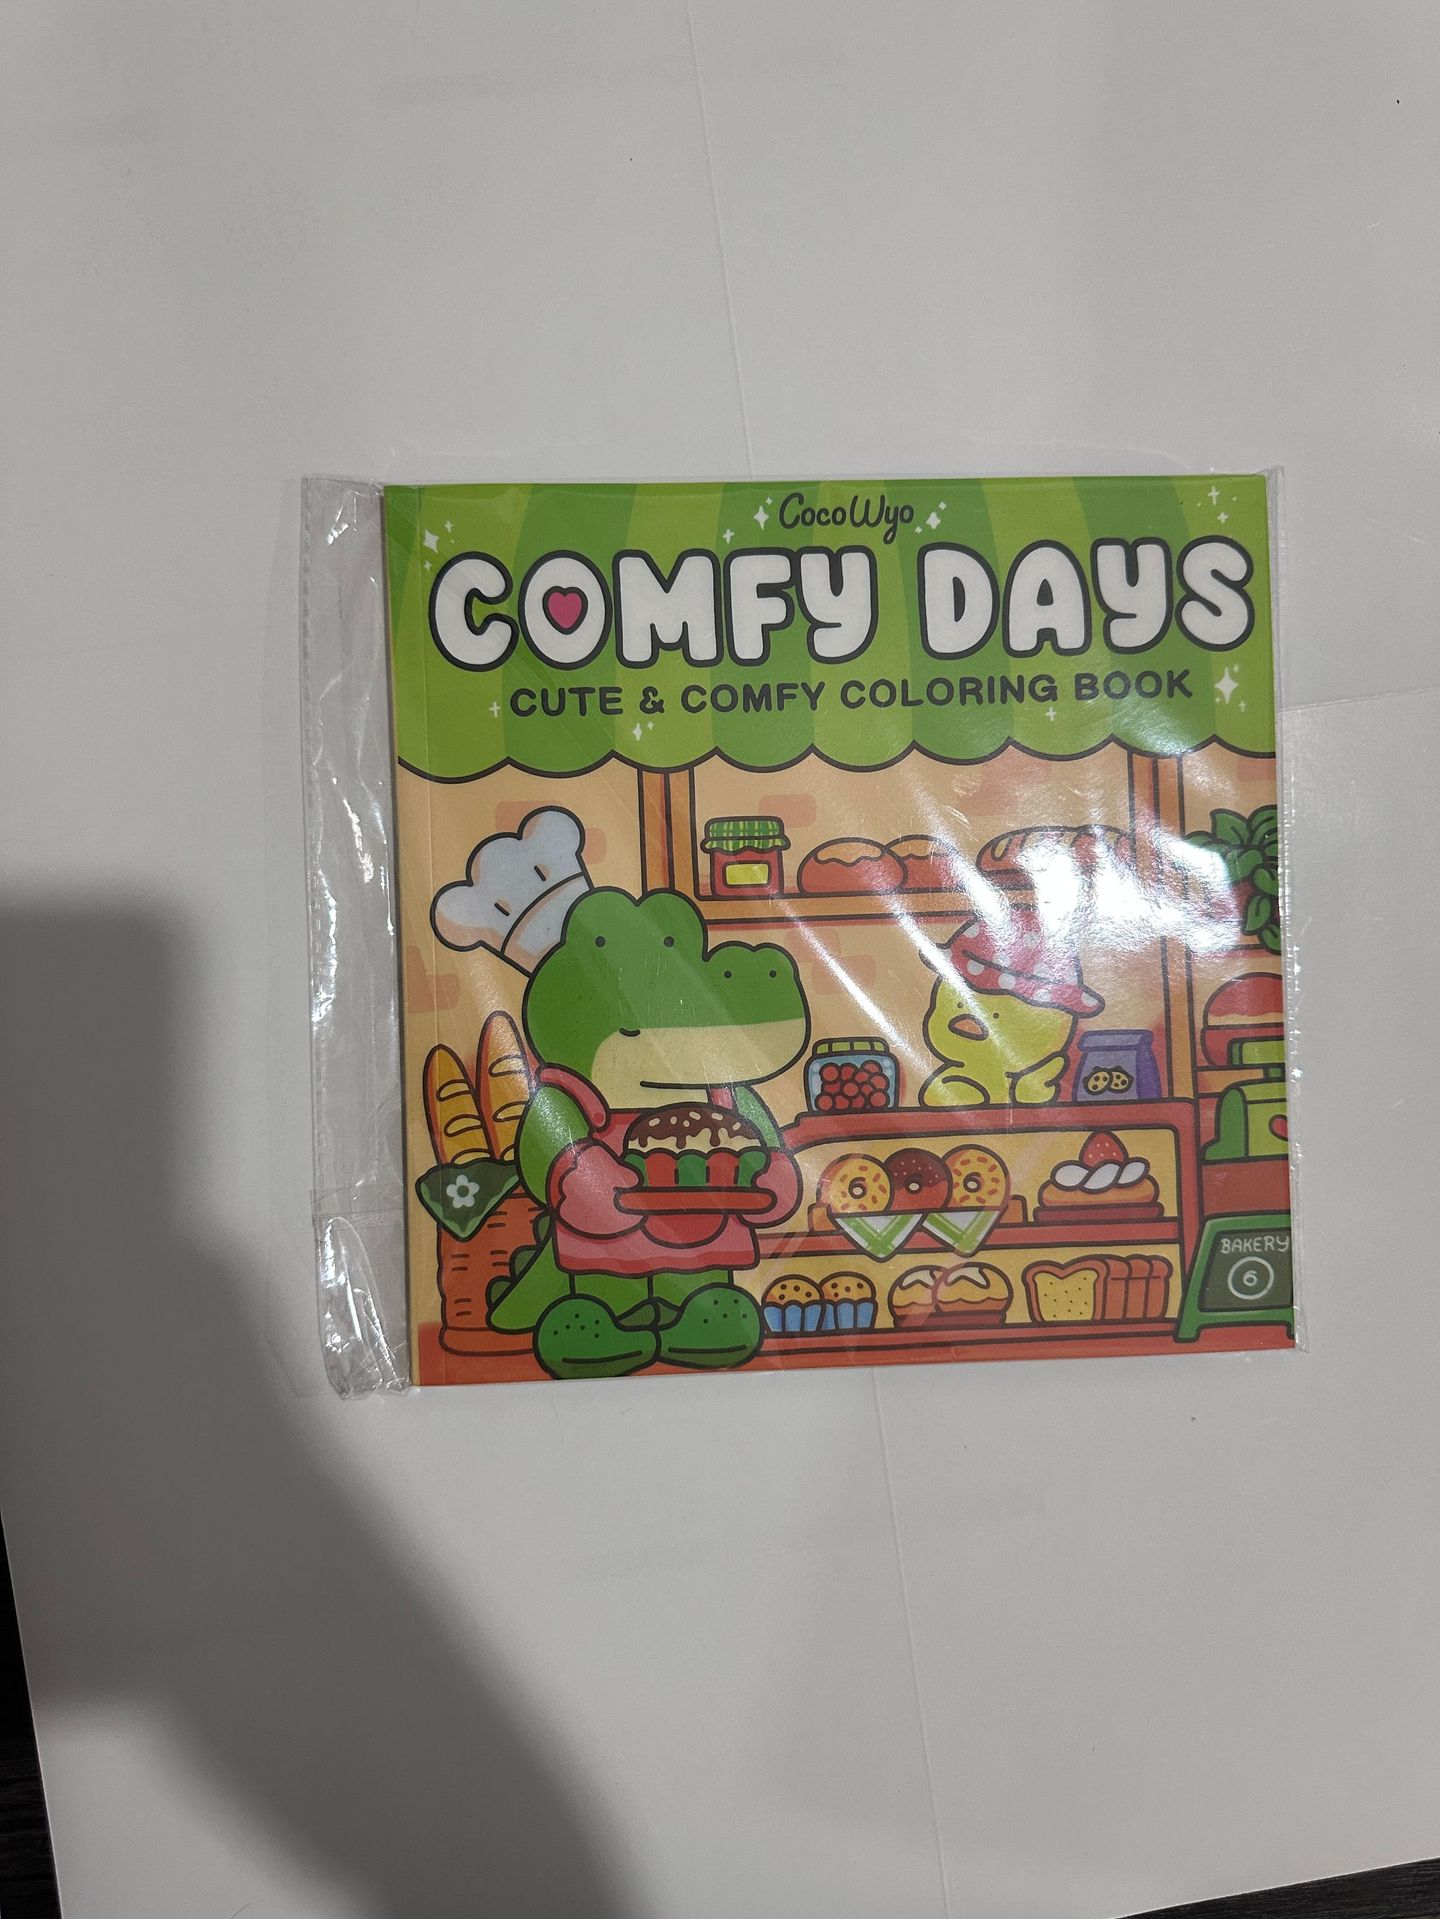 CocoWyo
COMFY DAYS
CUTE & COMFY COLORING BOOK
BAKERY
6